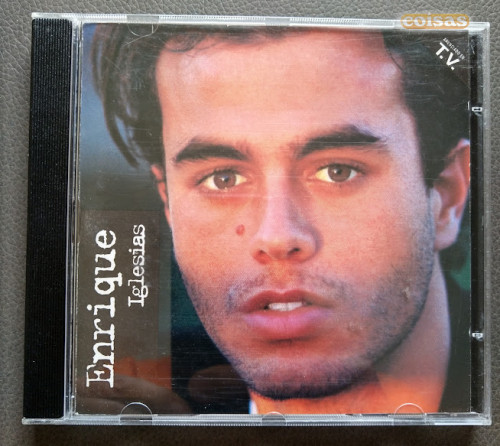 coisas
T.V.
Enrique
Iglesias